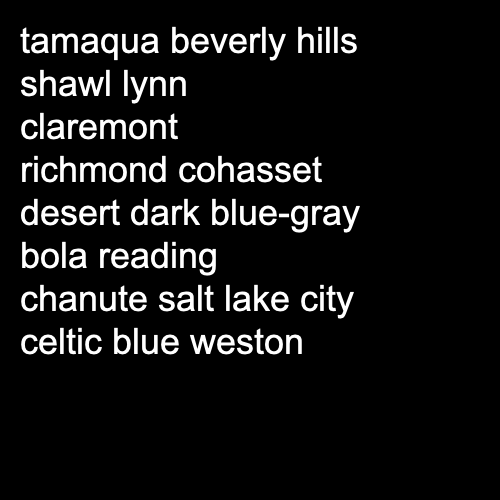 tamaqua beverly hills
shawl lynn
claremont
richmond cohasset
desert dark blue-gray
bola reading
chanute salt lake city
celtic blue weston